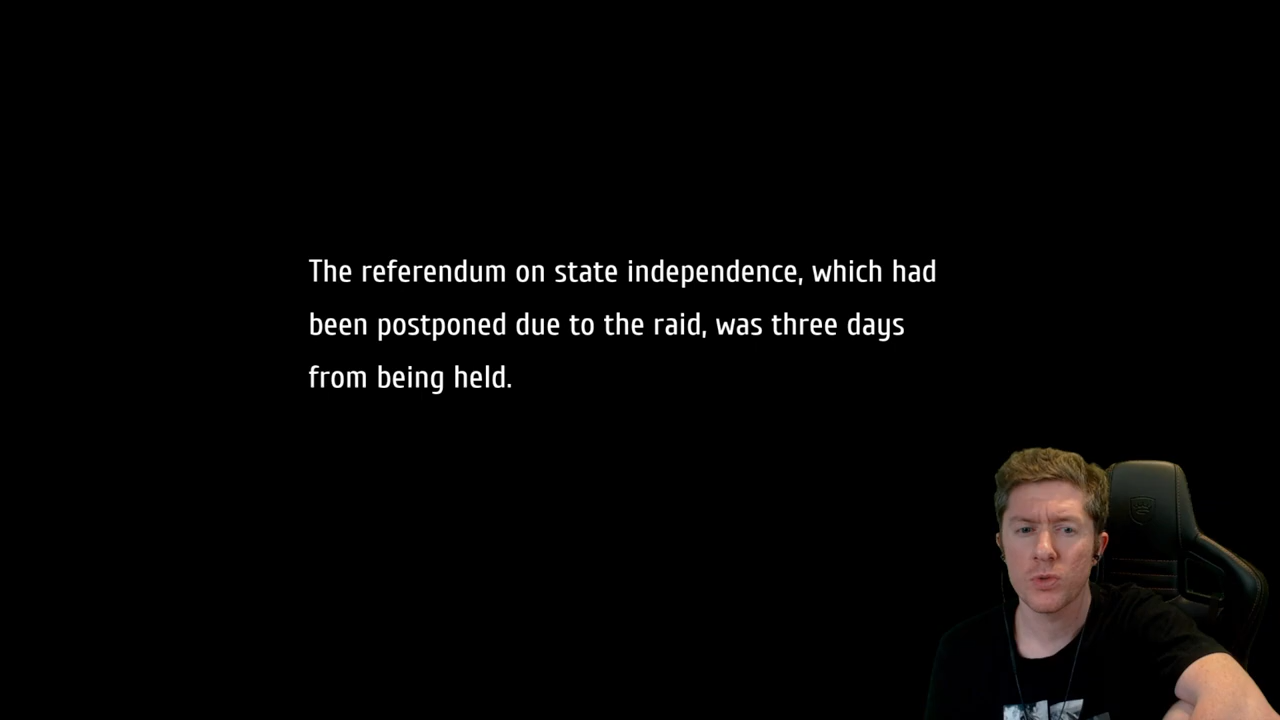 The referendum on state independence, which had
been postponed due to the raid, was three days
from being held.